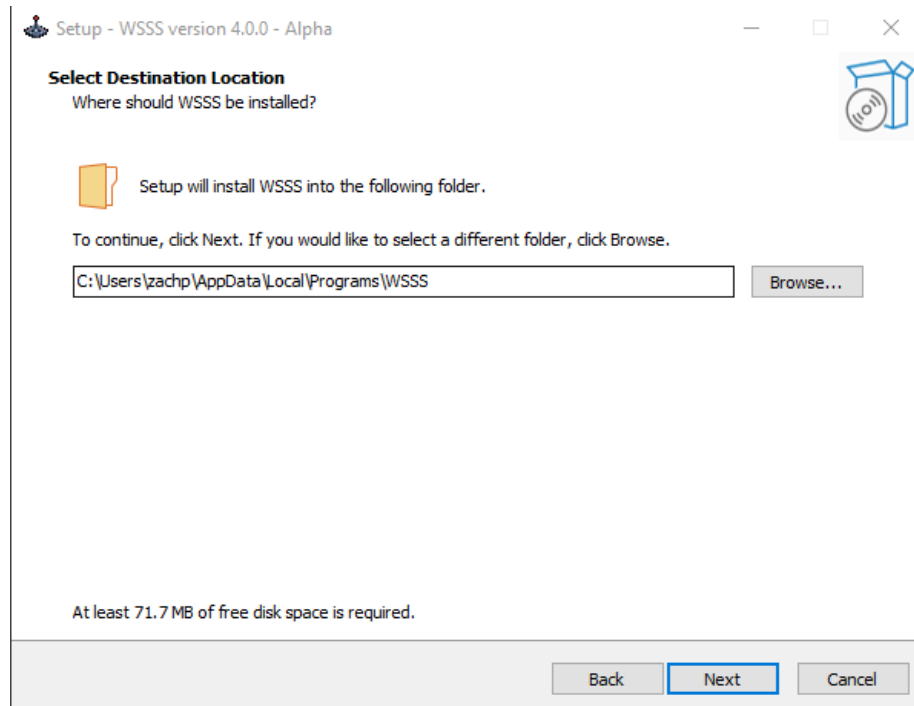 Setup - WSSS version 4.0.0 - Alpha
Select Destination Location
Where should WSSS be installed?
Setup will install WSSS into the following folder.
To continue, click Next. If you would like to select a different folder, click Browse.
C:\Users\zachp\AppData\Local\Programs\WSSS
Browse...
At least 71.7 MB of free disk space is required.
Back
Next
Cancel